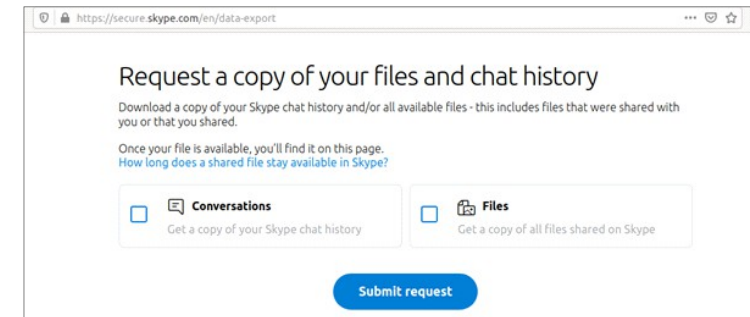 https://secure.skype.com/en/data-export
Request a copy of your files and chat history
Download a copy of your Skype chat history and/or all available files - this includes files that were shared with
you or that you shared.
Once your file is available, you'll find it on this page.
How long does a shared file stay available in Skype?
Conversations
Get a copy of your Skype chat history
Files
Get a copy of all files shared on Skype
Submit request